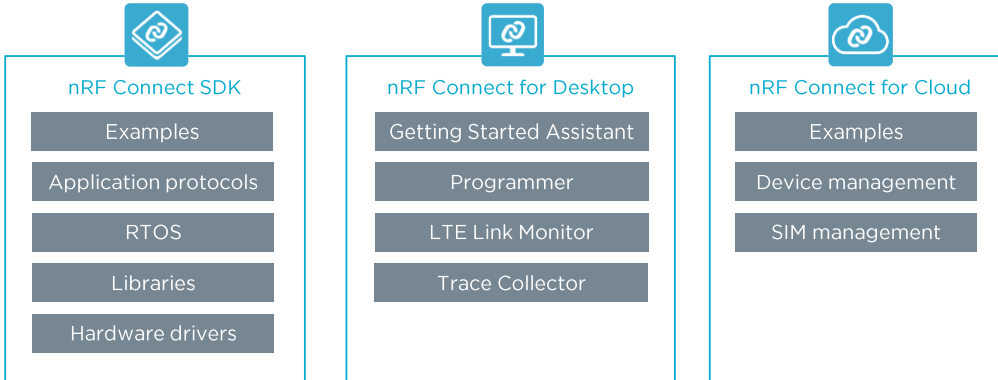 nRF Connect SDK
Examples
Application protocols
RTOS
Libraries
Hardware drivers
nRF Connect for Desktop
Getting Started Assistant
Programmer
LTE Link Monitor
Trace Collector
nRF Connect for Cloud
Examples
Device management
SIM management